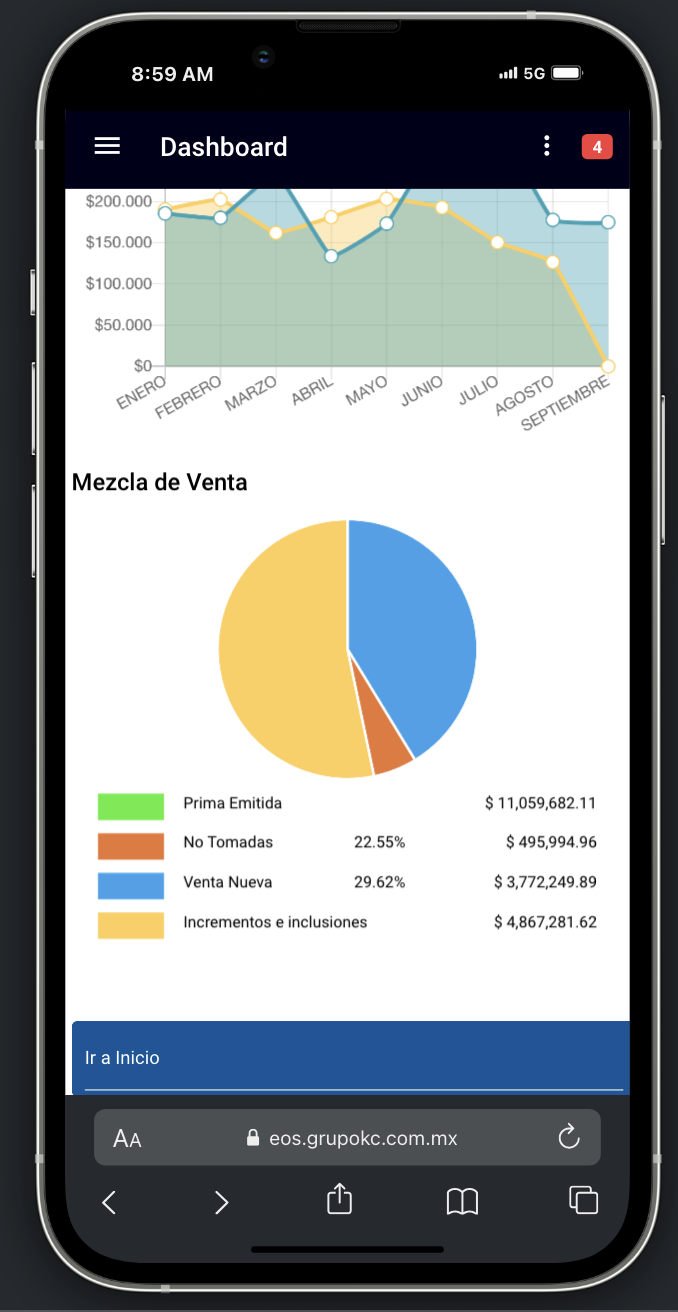 8:59 AM
5G
Dashboard
4
$200.000
$150.000
$100.000
$50.000
$0
ENERO
FEBRERO
MARZO
ABRIL
MAYO
JUNIO
JULIO
AGOSTO
SEPTIEMBRE
Mezcla de Venta
Prima Emitida $ 11,059,682.11
No Tomadas 22.55% $ 495,994.96
Venta Nueva 29.62% $ 3,772,249.89
Incrementos e inclusiones $ 4,867,281.62
Ir a Inicio
AA eos.grupokc.com.mx